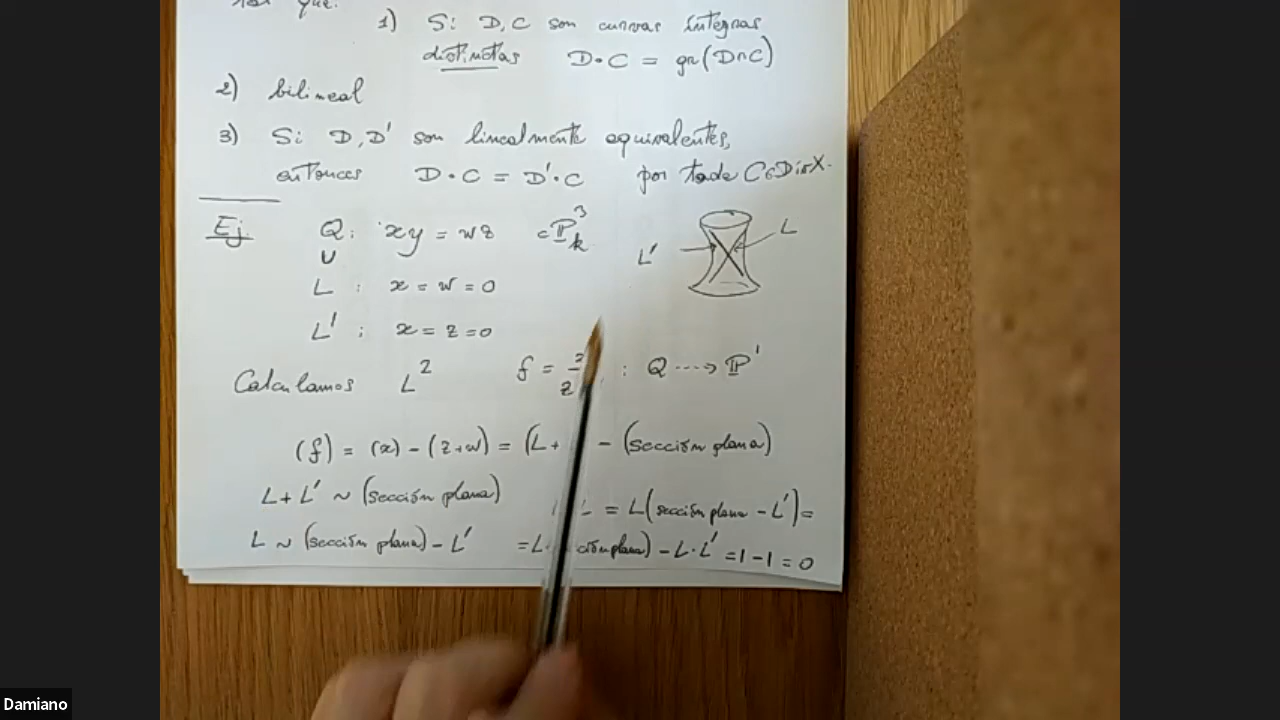 que:
1) Si D, C son curvas íntegras
distintas D·C = gr(D∩C)
2) bilineal
3) Si D, D' son linealmente equivalentes,
entonces D·C = D'·C por toda C∈Div X.
Ej. Q: xy = wz ⊂ ℙ³ₖ
∪
L : x = w = 0
L' : x = z = 0
L' L
Calculamos L² f = : Q ⇢ ℙ¹
(f) = (x) - (z+w) = (L+ - (sección plana)
L + L' ~ (sección plana) = L(sección plana - L') =
L ~ (sección plana) - L' = L· plana) - L·L' = 1 - 1 = 0
Damiano